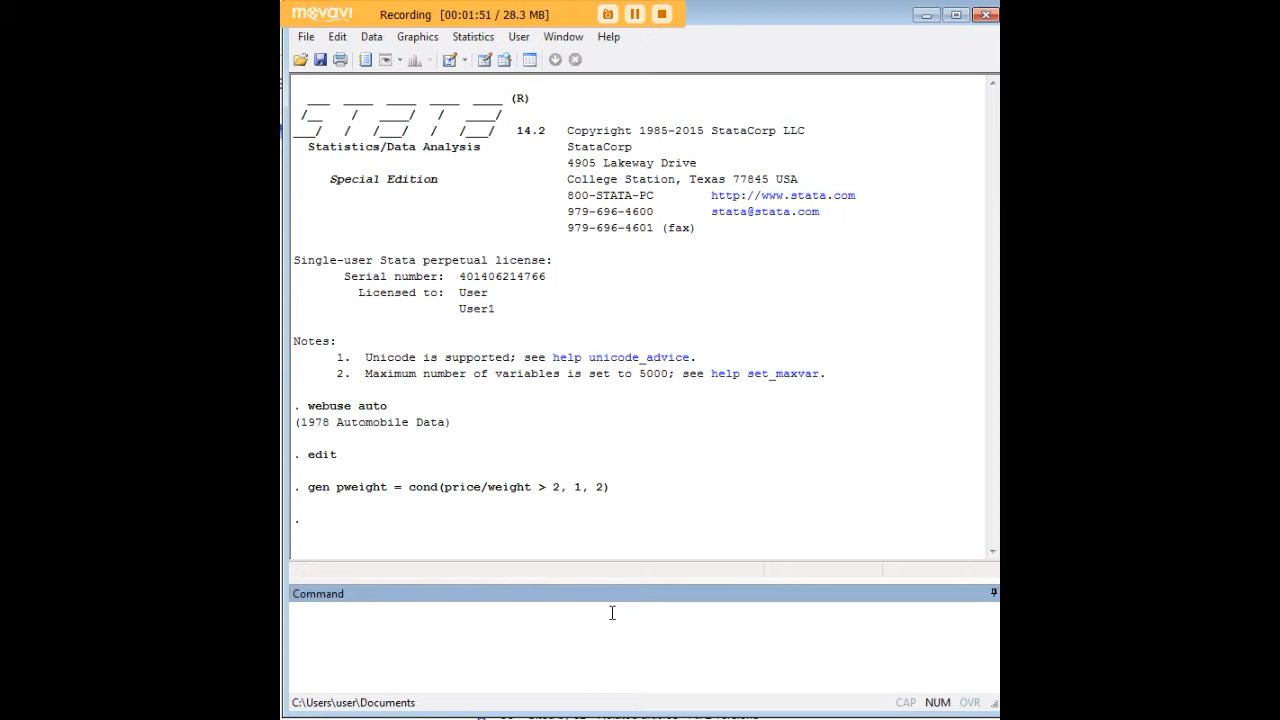 movavi Recording [00:01:51 / 28.3 MB]
File Edit Data Graphics Statistics User Window Help
(R)
14.2 Copyright 1985-2015 StataCorp LLC
Statistics/Data Analysis StataCorp
4905 Lakeway Drive
Special Edition College Station, Texas 77845 USA
800-STATA-PC http://www.stata.com
979-696-4600 stata@stata.com
979-696-4601 (fax)
Single-user Stata perpetual license:
Serial number: 401406214766
Licensed to: User
User1
Notes:
1. Unicode is supported; see help unicode_advice.
2. Maximum number of variables is set to 5000; see help set_maxvar.
. webuse auto
(1978 Automobile Data)
. edit
. gen pweight = cond(price/weight > 2, 1, 2)
.
Command
C:\Users\user\Documents CAP NUM OVR